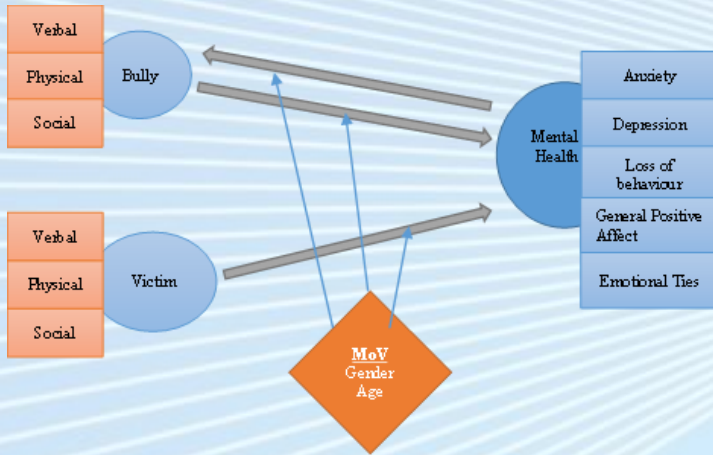 Verbal
Physical
Social
Bully
Mental
Health
Anxiety
Depression
Loss of
behaviour
General Positive
Affect
Emotional Ties
Verbal
Physical
Social
Victim
MoV
Gender
Age